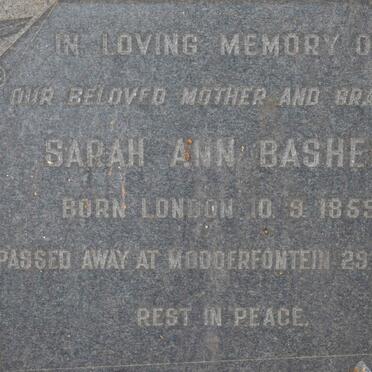 IN LOVING MEMORY O
OUR BELOVED MOTHER AND GRA
SARAH ANN BASHE
BORN LONDON 10.9.1855
PASSED AWAY AT MODDERFONTEIN 29
REST IN PEACE.